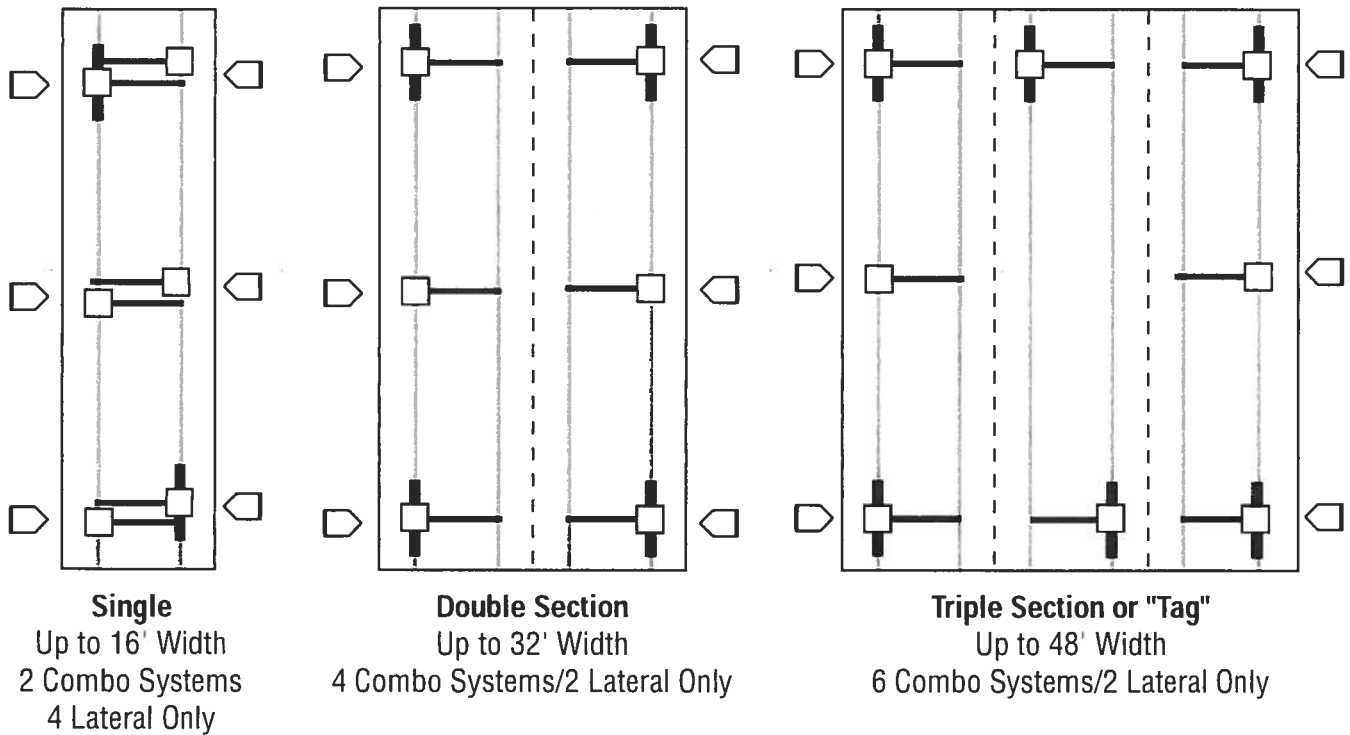 Single
Up to 16' Width
2 Combo Systems
4 Lateral Only
Double Section
Up to 32' Width
4 Combo Systems/2 Lateral Only
Triple Section or "Tag"
Up to 48' Width
6 Combo Systems/2 Lateral Only